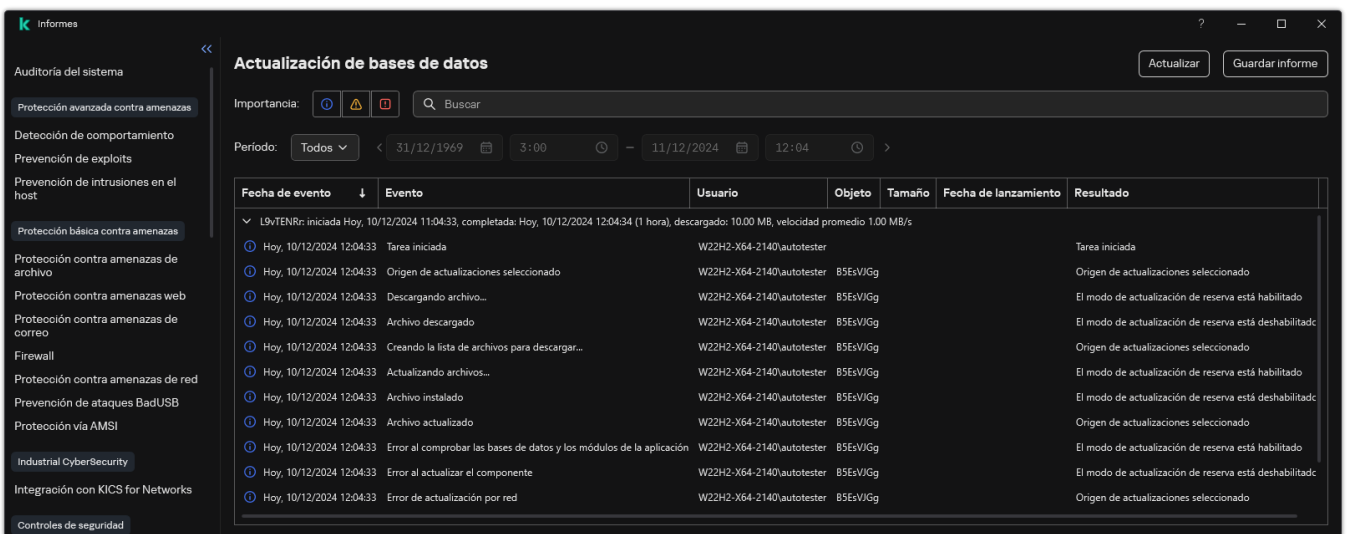 Informes
?
Auditoría del sistema
Protección avanzada contra amenazas
Detección de comportamiento
Prevención de exploits
Prevención de intrusiones en el
host
Protección básica contra amenazas
Protección contra amenazas de
archivo
Protección contra amenazas web
Protección contra amenazas de
correo
Firewall
Protección contra amenazas de red
Prevención de ataques BadUSB
Protección vía AMSI
Industrial CyberSecurity
Integración con KICS for Networks
Controles de seguridad
Actualización de bases de datos
Actualizar Guardar informe
Importancia: Buscar
Período: Todos 31/12/1969 3:00 – 11/12/2024 12:04
Fecha de evento ↓ Evento Usuario Objeto Tamaño Fecha de lanzamiento Resultado
L9vTENRr: iniciada Hoy, 10/12/2024 11:04:33, completada: Hoy, 10/12/2024 12:04:34 (1 hora), descargado: 10.00 MB, velocidad promedio 1.00 MB/s
Hoy, 10/12/2024 12:04:33 Tarea iniciada W22H2-X64-2140\autotester Tarea iniciada
Hoy, 10/12/2024 12:04:33 Origen de actualizaciones seleccionado W22H2-X64-2140\autotester B5EsVJGg Origen de actualizaciones seleccionado
Hoy, 10/12/2024 12:04:33 Descargando archivo... W22H2-X64-2140\autotester B5EsVJGg El modo de actualización de reserva está habilitado
Hoy, 10/12/2024 12:04:33 Archivo descargado W22H2-X64-2140\autotester B5EsVJGg El modo de actualización de reserva está deshabilitado
Hoy, 10/12/2024 12:04:33 Creando la lista de archivos para descargar... W22H2-X64-2140\autotester B5EsVJGg Origen de actualizaciones seleccionado
Hoy, 10/12/2024 12:04:33 Actualizando archivos... W22H2-X64-2140\autotester B5EsVJGg El modo de actualización de reserva está habilitado
Hoy, 10/12/2024 12:04:33 Archivo instalado W22H2-X64-2140\autotester B5EsVJGg El modo de actualización de reserva está deshabilitado
Hoy, 10/12/2024 12:04:33 Archivo actualizado W22H2-X64-2140\autotester B5EsVJGg Origen de actualizaciones seleccionado
Hoy, 10/12/2024 12:04:33 Error al comprobar las bases de datos y los módulos de la aplicación W22H2-X64-2140\autotester B5EsVJGg El modo de actualización de reserva está habilitado
Hoy, 10/12/2024 12:04:33 Error al actualizar el componente W22H2-X64-2140\autotester B5EsVJGg El modo de actualización de reserva está deshabilitado
Hoy, 10/12/2024 12:04:33 Error de actualización por red W22H2-X64-2140\autotester B5EsVJGg Origen de actualizaciones seleccionado